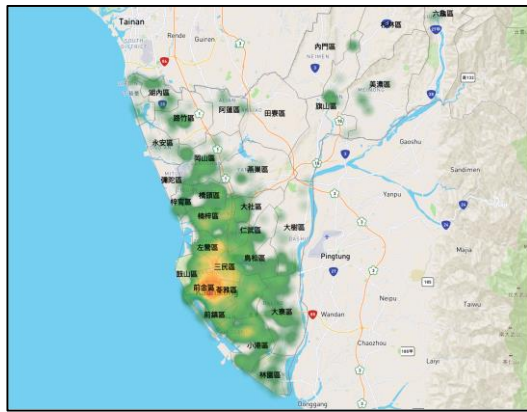 Tainan
Rende
Guiren
六龜區
杉林區
內門區
NEIMEN
美濃區
湖內區
阿蓮區
田寮區
旗山區
路竹區
永安區
Gaoshu
岡山區
燕巢區
Sandimen
彌陀區
梓官區
橋頭區
大社區
Yanpu
楠梓區
大樹區
仁武區
左營區
鳥松區
Pingtung
Majia
三民區
鼓山區
前金區
苓雅區
Neipu
Taiwu
前鎮區
大寮區
Wandan
小港區
Chaozhou
Laiyi
林園區
Donggang